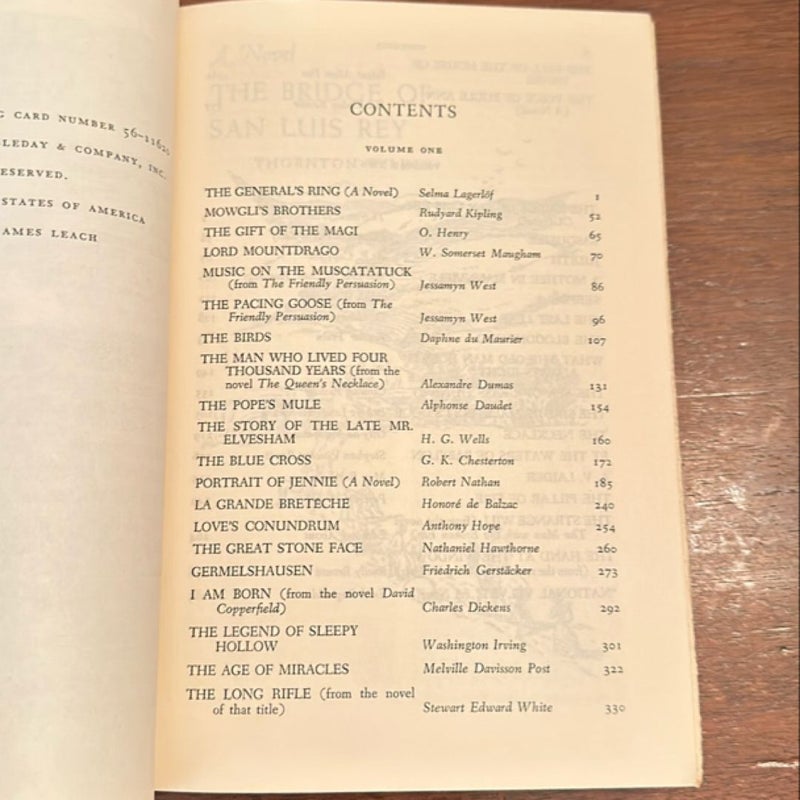 G CARD NUMBER 56-11620
LEDAY & COMPANY, INC.
ESERVED.
STATES OF AMERICA
AMES LEACH
CONTENTS
VOLUME ONE
THE GENERAL'S RING (A Novel) Selma Lagerlöf 1
MOWGLI'S BROTHERS Rudyard Kipling 52
THE GIFT OF THE MAGI O. Henry 65
LORD MOUNTDRAGO W. Somerset Maugham 70
MUSIC ON THE MUSCATATUCK
(from The Friendly Persuasion) Jessamyn West 86
THE PACING GOOSE (from The
Friendly Persuasion) Jessamyn West 96
THE BIRDS Daphne du Maurier 107
THE MAN WHO LIVED FOUR
THOUSAND YEARS (from the
novel The Queen's Necklace) Alexandre Dumas 131
THE POPE'S MULE Alphonse Daudet 154
THE STORY OF THE LATE MR.
ELVESHAM H. G. Wells 160
THE BLUE CROSS G. K. Chesterton 172
PORTRAIT OF JENNIE (A Novel) Robert Nathan 185
LA GRANDE BRETÊCHE Honoré de Balzac 240
LOVE'S CONUNDRUM Anthony Hope 254
THE GREAT STONE FACE Nathaniel Hawthorne 260
GERMELSHAUSEN Friedrich Gerstäcker 273
I AM BORN (from the novel David
Copperfield) Charles Dickens 292
THE LEGEND OF SLEEPY
HOLLOW Washington Irving 301
THE AGE OF MIRACLES Melville Davisson Post 322
THE LONG RIFLE (from the novel
of that title) Stewart Edward White 330